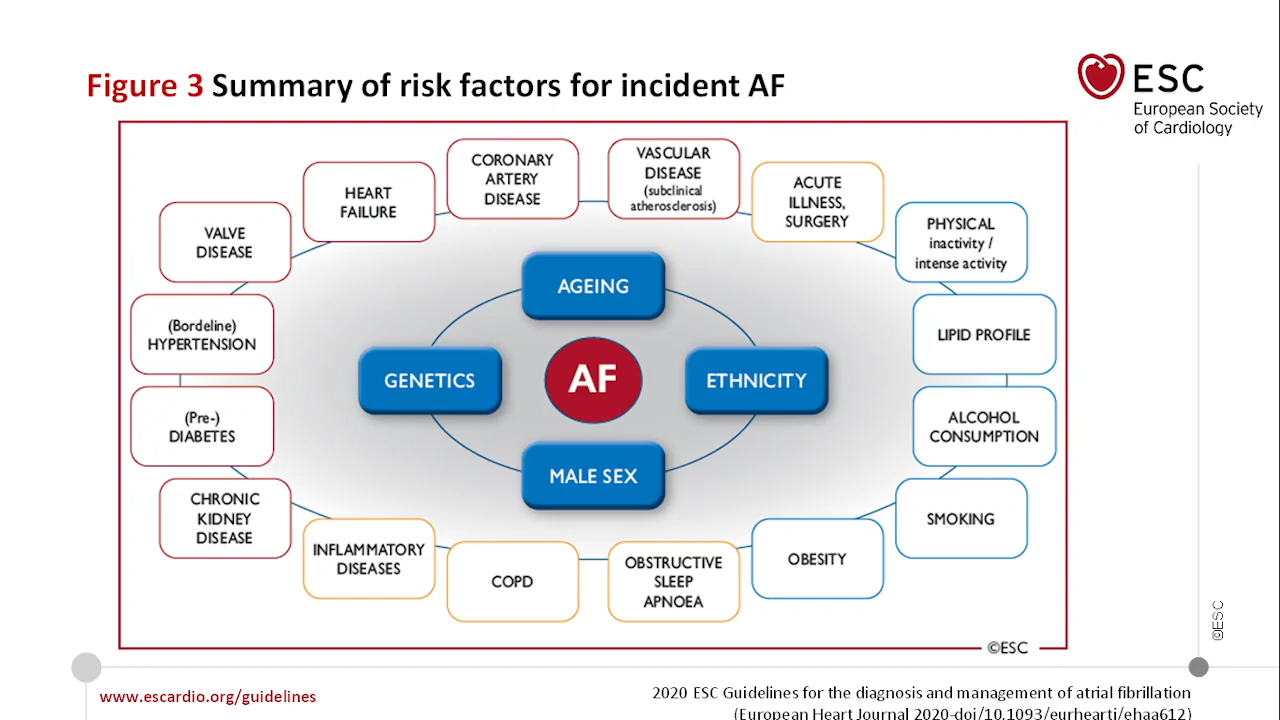 Figure 3 Summary of risk factors for incident AF
ESC
European Society
of Cardiology
CORONARY
ARTERY
DISEASE
VASCULAR
DISEASE
(subclinical
atherosclerosis)
HEART
FAILURE
ACUTE
ILLNESS,
SURGERY
VALVE
DISEASE
PHYSICAL
inactivity /
intense activity
AGEING
(Bordeline)
HYPERTENSION
LIPID PROFILE
GENETICS
AF
ETHNICITY
(Pre-)
DIABETES
ALCOHOL
CONSUMPTION
MALE SEX
CHRONIC
KIDNEY
DISEASE
SMOKING
INFLAMMATORY
DISEASES
COPD
OBSTRUCTIVE
SLEEP
APNOEA
OBESITY
©ESC
©ESC
www.escardio.org/guidelines
2020 ESC Guidelines for the diagnosis and management of atrial fibrillation
(European Heart Journal 2020-doi/10.1093/eurhearti/ehaa612)